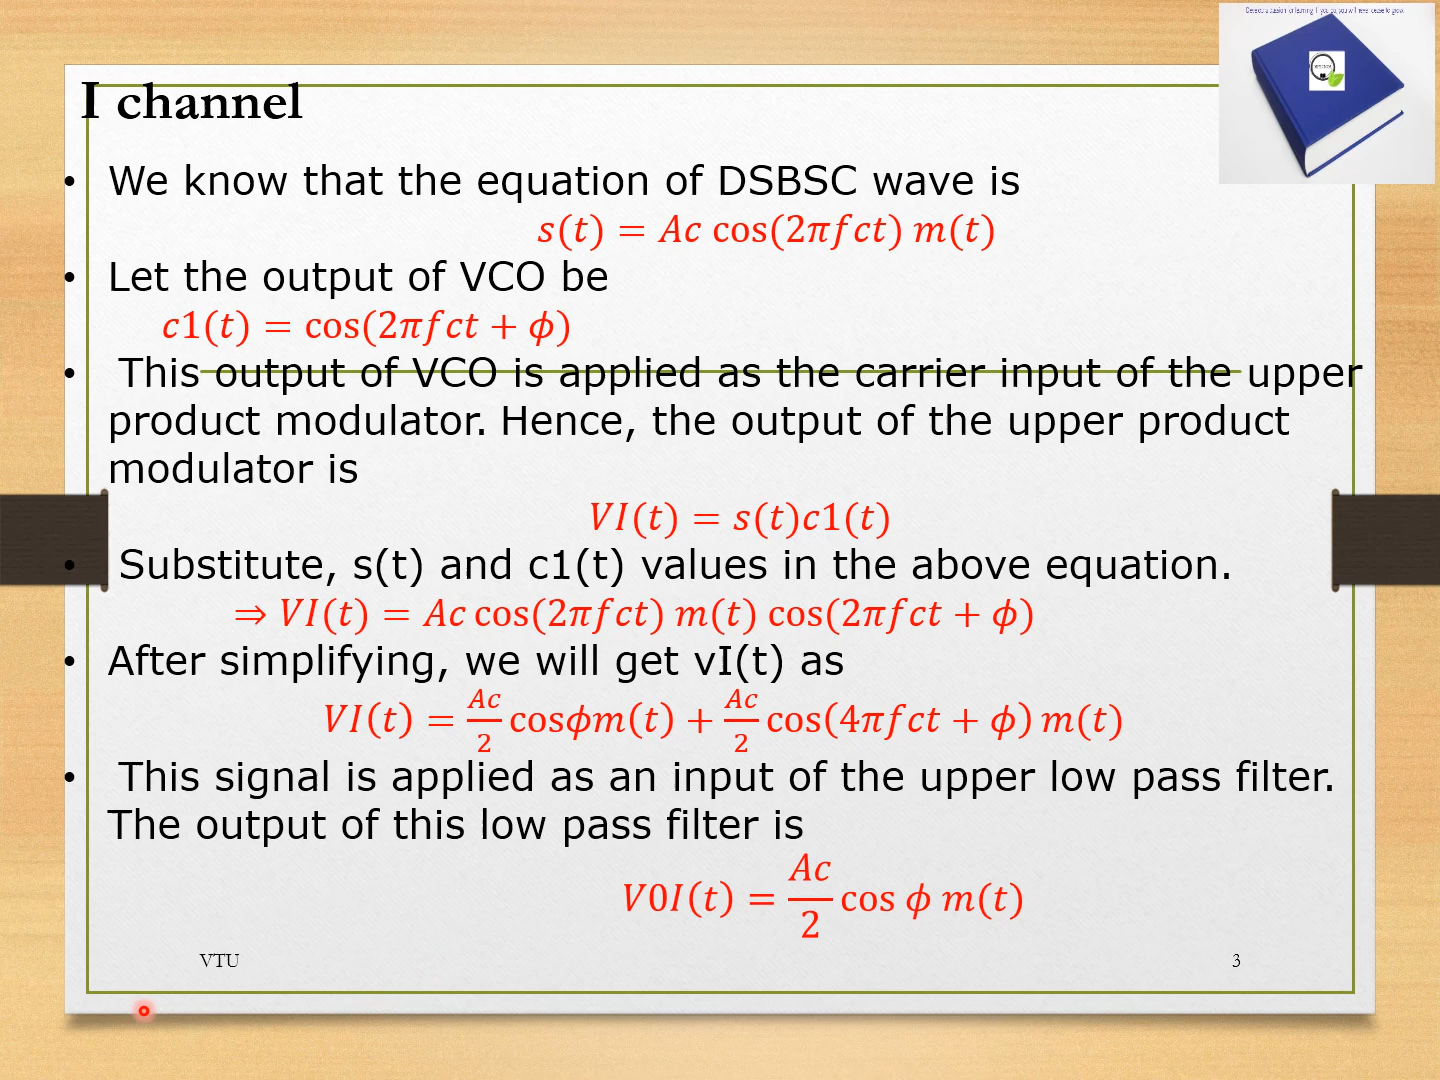 I channel
• We know that the equation of DSBSC wave is
s(t) = Ac cos(2πfct) m(t)
• Let the output of VCO be
c1(t) = cos(2πfct + ϕ)
• This output of VCO is applied as the carrier input of the upper
product modulator. Hence, the output of the upper product
modulator is
VI(t) = s(t)c1(t)
• Substitute, s(t) and c1(t) values in the above equation.
⇒ VI(t) = Ac cos(2πfct) m(t) cos(2πfct + ϕ)
• After simplifying, we will get vI(t) as
VI(t) = Ac/2 cosϕm(t) + Ac/2 cos(4πfct + ϕ) m(t)
• This signal is applied as an input of the upper low pass filter.
The output of this low pass filter is
V0I(t) = Ac/2 cos ϕ m(t)
VTU
3